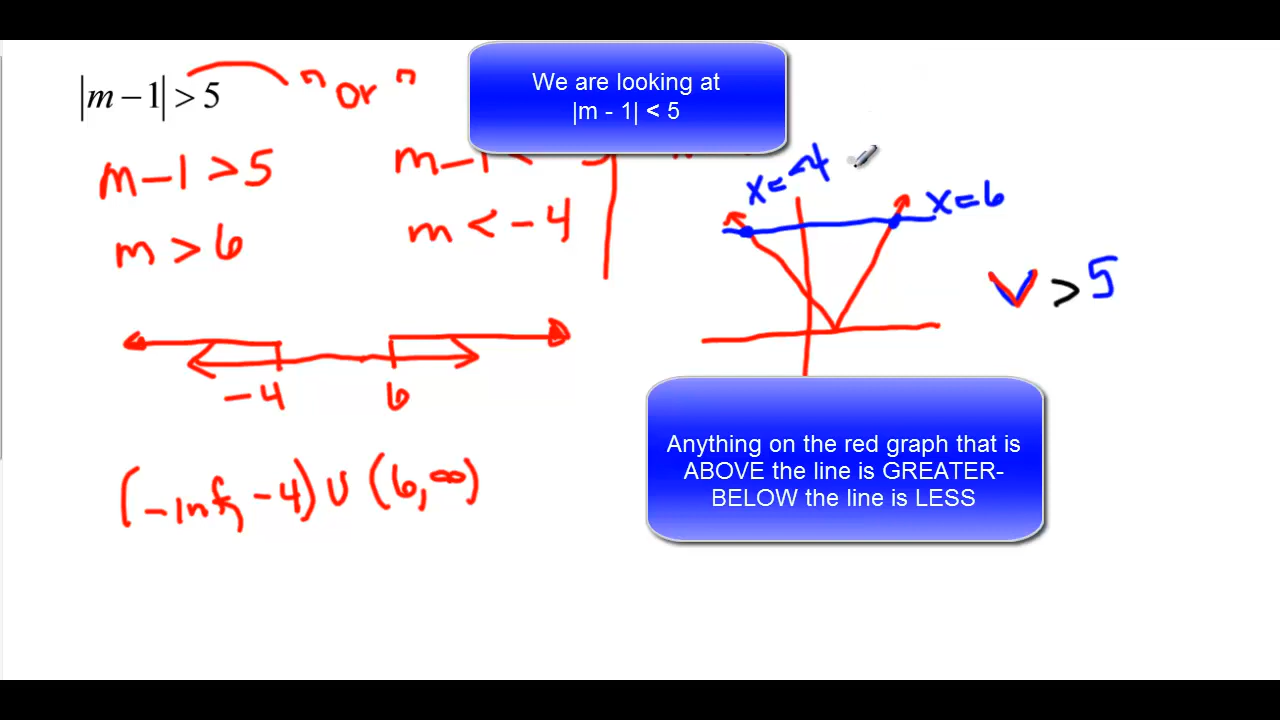 |m − 1| > 5 " or "
We are looking at
|m - 1| < 5
m − 1 > 5
m − 1 <
m > 6
m < − 4
x = -4
x = 6
V > 5
− 4
6
(− inf, − 4) ∪ (6, ∞)
Anything on the red graph that is
ABOVE the line is GREATER-
BELOW the line is LESS